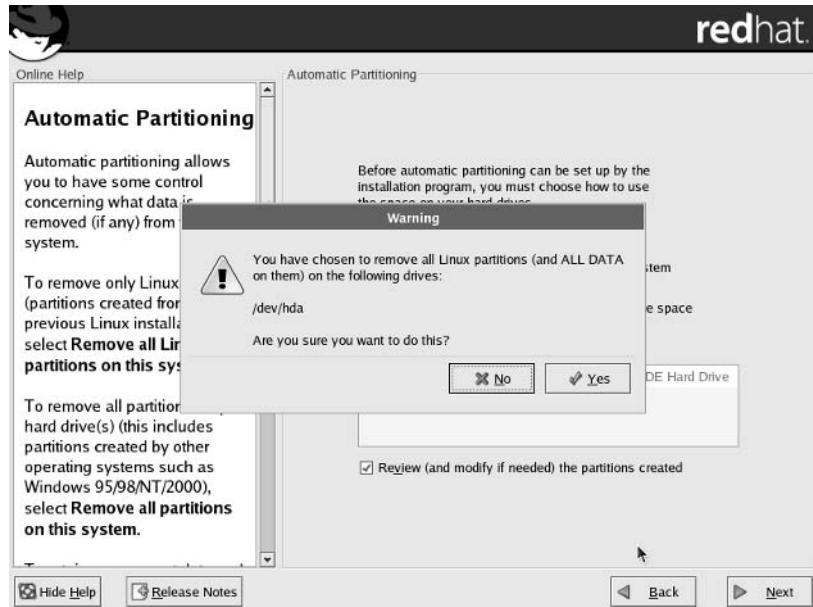 redhat.
Online Help
Automatic Partitioning
Automatic Partitioning
Automatic partitioning allows
you to have some control
concerning what data is
removed (if any) from
system.
To remove only Linux
(partitions created from
previous Linux
select Remove all
partitions on this
To remove all
hard drive(s) (this includes
partitions created by other
operating systems such as
Windows 95/98/NT/2000),
select Remove all partitions
on this system.
Before automatic partitioning can be set up by the
installation program, you must choose how to use
the space on your hard drives.
Warning
You have chosen to remove all Linux partitions (and ALL DATA
on them) on the following drives:
/dev/hda
Are you sure you want to do this?
No
Yes
space
Hard Drive
Review (and modify if needed) the partitions created
Hide Help
Release Notes
Back
Next